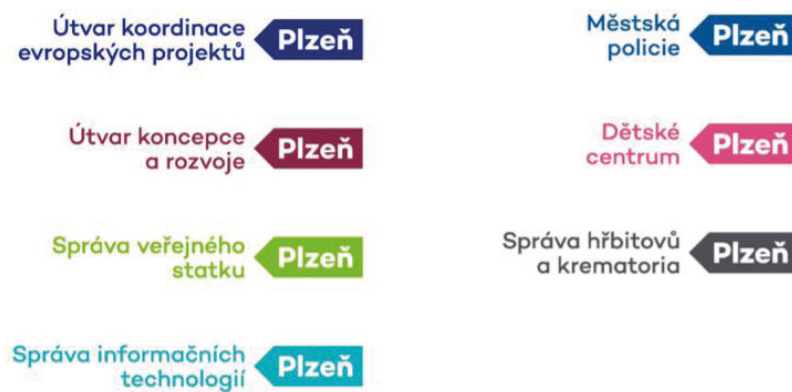 Útvar koordinace
evropských projektů
Plzeň
Městská
policie
Plzeň
Útvar koncepce
a rozvoje
Plzeň
Dětské
centrum
Plzeň
Správa veřejného
statku
Plzeň
Správa hřbitovů
a krematoria
Plzeň
Správa informačních
technologií
Plzeň